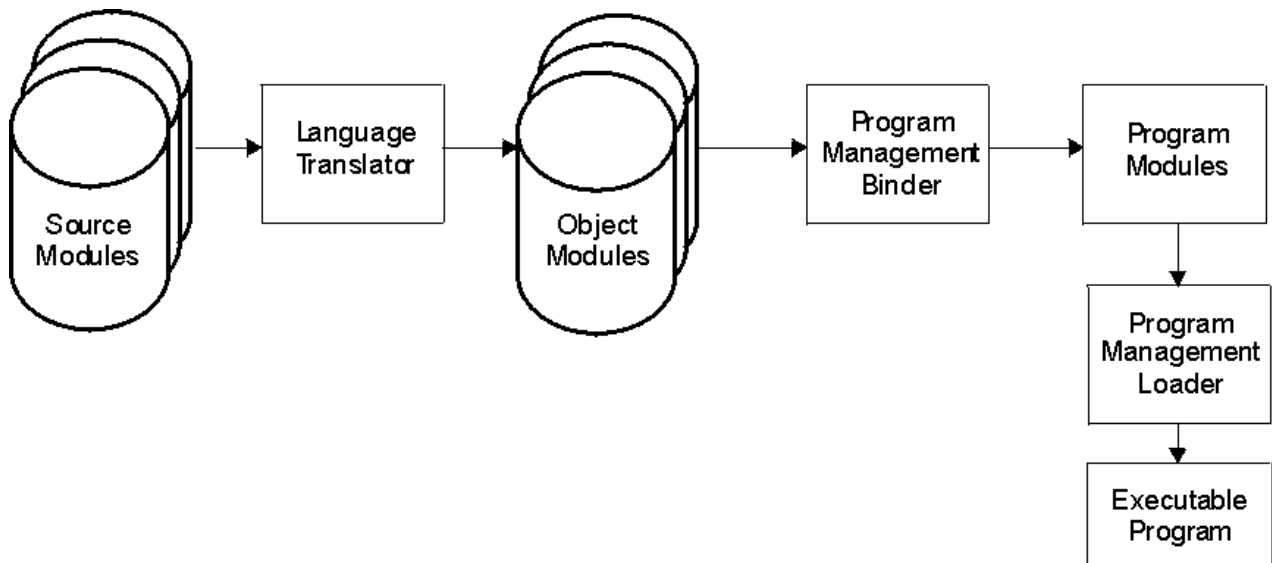 Source
Modules
Language
Translator
Object
Modules
Program
Management
Binder
Program
Modules
Program
Management
Loader
Executable
Program